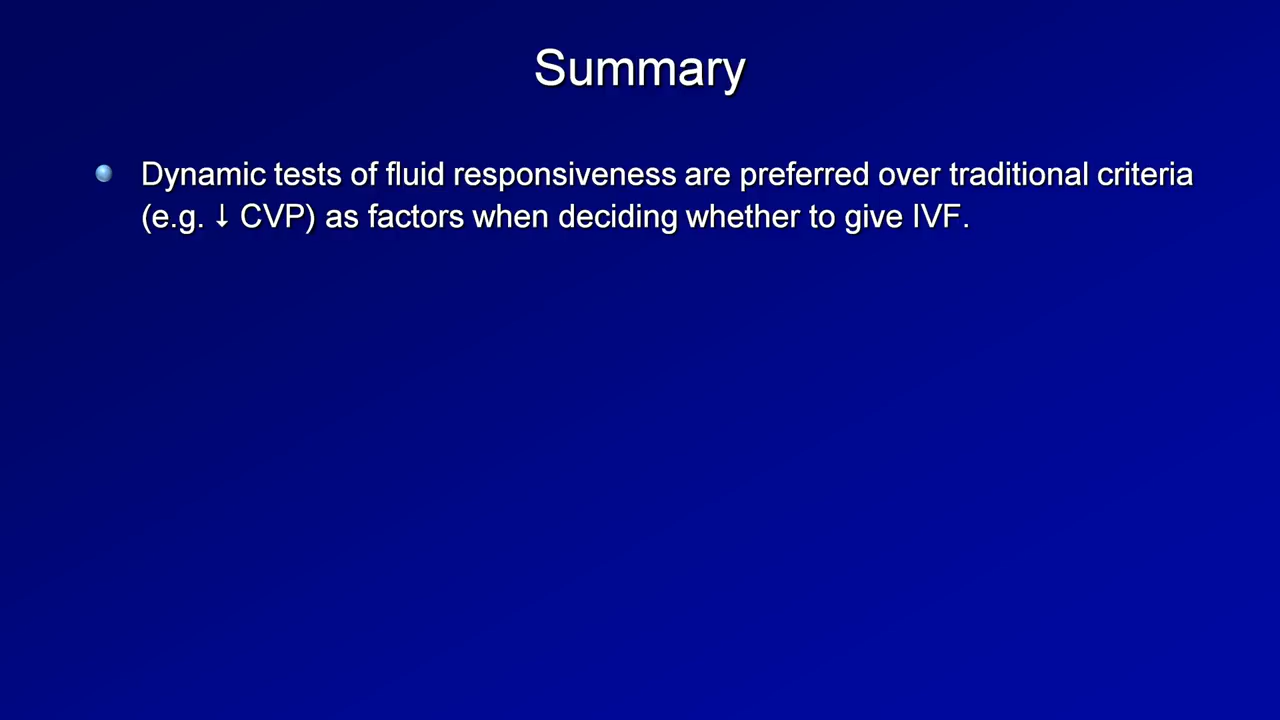 Summary
Dynamic tests of fluid responsiveness are preferred over traditional criteria
(e.g. ↓ CVP) as factors when deciding whether to give IVF.